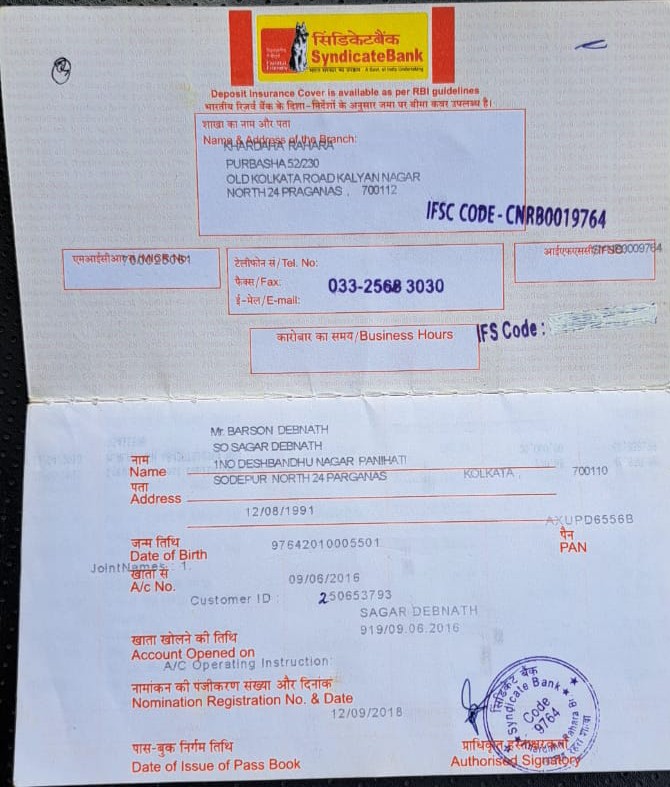 सिंडिकेटबैंक
SyndicateBank
Deposit Insurance Cover is available as per RBI guidelines
भारतीय रिजर्व बैंक के दिशा-निर्देशों के अनुसार जमा पर बीमा कवर उपलब्ध है।
शाखा का नाम और पता
Name & Address of the Branch:
KHARDAHA RAHARA
PURBASHA 52/230
OLD KOLKATA ROAD KALYAN NAGAR
NORTH 24 PRAGANAS , 700112
IFSC CODE - CNRB0019764
टेलीफोन सं/Tel. No:
फैक्स/Fax:
033-2568 3030
ई-मेल/E-mail:
कारोबार का समय/Business Hours
IFS Code :
Mr. BARSON DEBNATH
SO SAGAR DEBNATH
नाम
1NO DESHBANDHU NAGAR PANIHATI
Name
SODEPUR NORTH 24 PARGANAS KOLKATA , 700110
पता
Address
12/08/1991
AXUPD6556B
जन्म तिथि
97642010005501
पैन
Date of Birth
PAN
Joint Names : 1.
खाता सं
09/06/2016
A/c No.
Customer ID : 250653793
SAGAR DEBNATH
919/09.06.2016
खाता खोलने की तिथि
Account Opened on
A/C Operating Instruction:
नामांकन की पंजीकरण संख्या और दिनांक
Nomination Registration No. & Date
12/09/2018
सिंडिकेट बैंक
Syndicate Bank
Code
9764
पास-बुक निर्गम तिथि
Date of Issue of Pass Book
Authorised Signatory